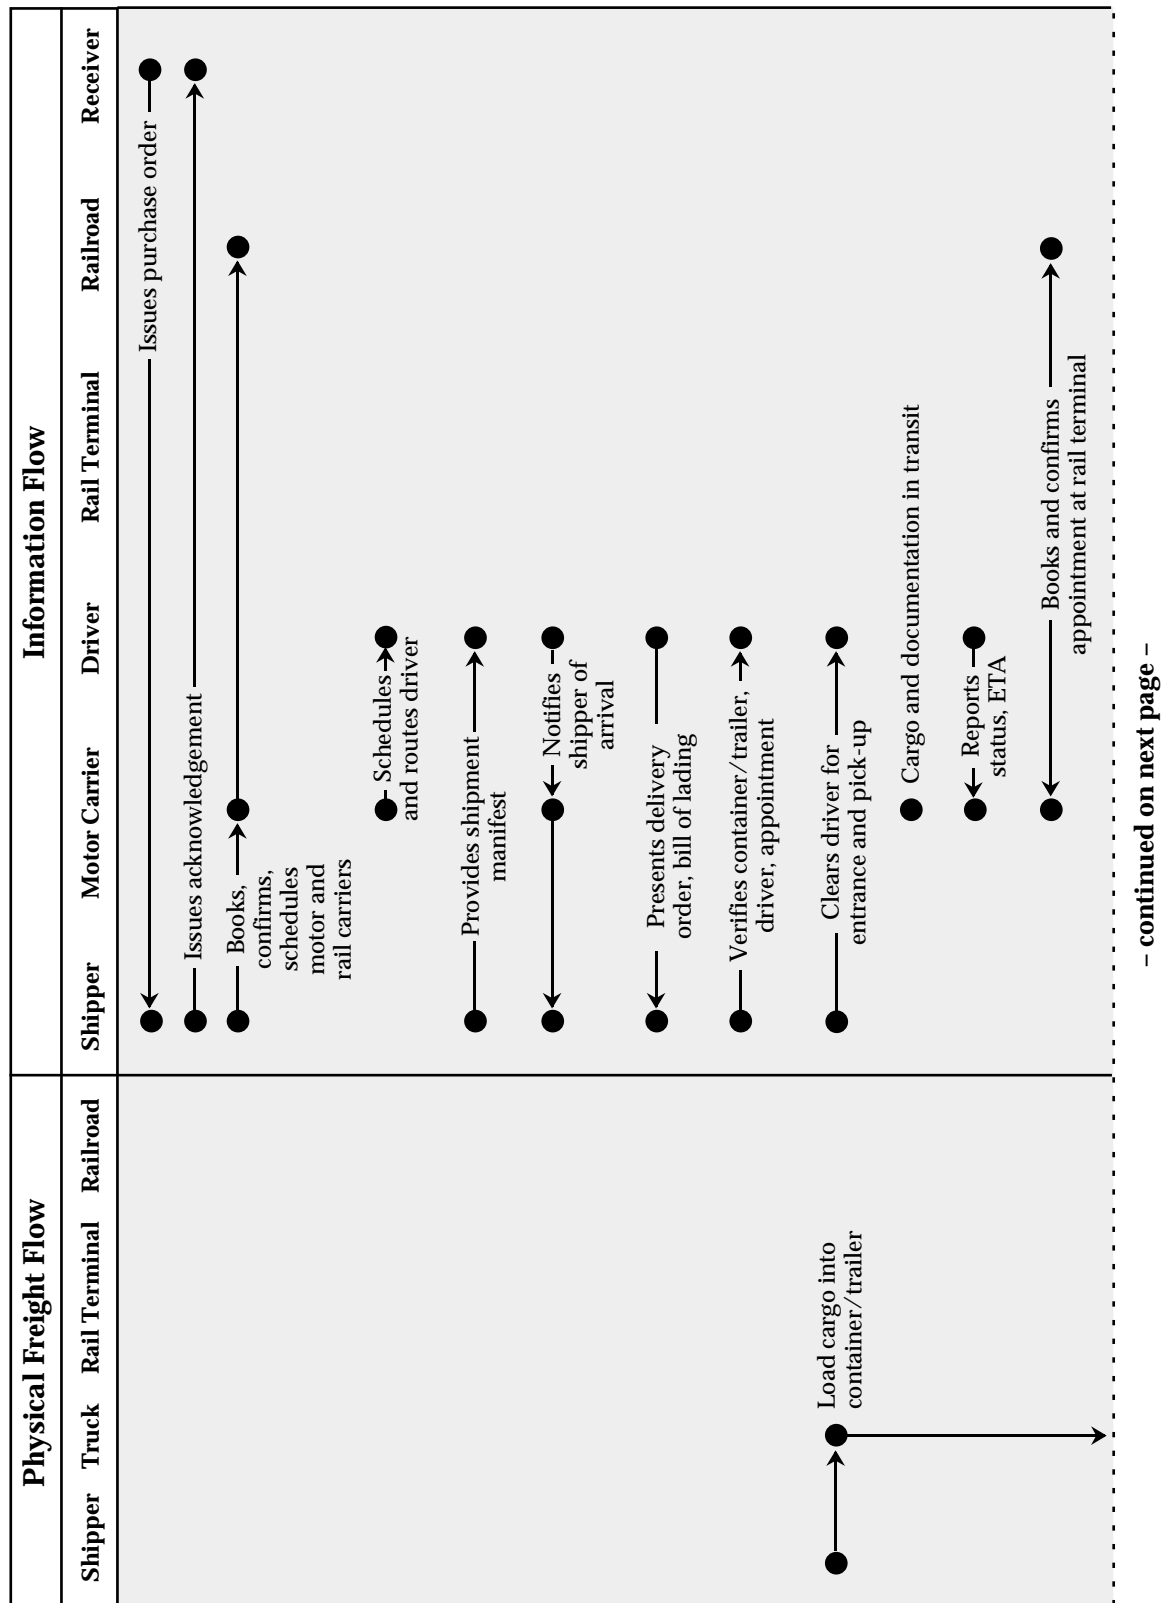 Physical Freight Flow
Information Flow
Shipper
Truck
Rail Terminal
Railroad
Shipper
Motor Carrier
Driver
Rail Terminal
Railroad
Receiver
Issues purchase order
Issues acknowledgement
Books,
confirms,
schedules
motor and
rail carriers
Schedules
and routes driver
Provides shipment
manifest
Notifies
shipper of
arrival
Presents delivery
order, bill of lading
Verifies container/trailer,
driver, appointment
Load cargo into
container/trailer
Clears driver for
entrance and pick-up
Cargo and documentation in transit
Reports
status, ETA
Books and confirms
appointment at rail terminal
– continued on next page –